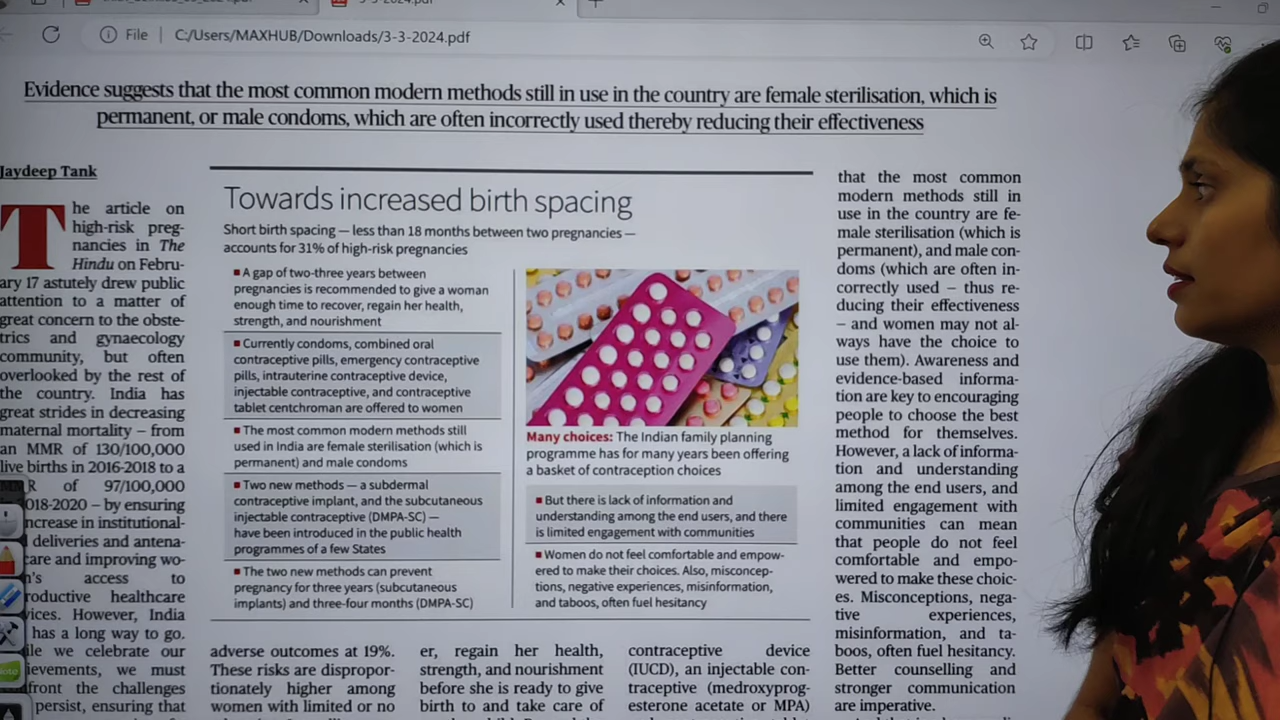 3-3-2024.pdf
File
C:/Users/MAXHUB/Downloads/3-3-2024.pdf
Evidence suggests that the most common modern methods still in use in the country are female sterilisation, which is
permanent, or male condoms, which are often incorrectly used thereby reducing their effectiveness
Jaydeep Tank
The article on
high-risk preg-
nancies in The
Hindu on Febru-
ary 17 astutely drew public
attention to a matter of
great concern to the obste-
trics and gynaecology
community, but often
overlooked by the rest of
the country. India has
great strides in decreasing
maternal mortality – from
an MMR of 130/100,000
live births in 2016-2018 to a
MMR of 97/100,000
018-2020 – by ensuring
ncrease in institutional-
deliveries and antena-
care and improving wo-
n's access to
roductive healthcare
vices. However, India
has a long way to go.
ile we celebrate our
ievements, we must
front the challenges
persist, ensuring that
Towards increased birth spacing
Short birth spacing — less than 18 months between two pregnancies —
accounts for 31% of high-risk pregnancies
▪ A gap of two-three years between
pregnancies is recommended to give a woman
enough time to recover, regain her health,
strength, and nourishment
▪ Currently condoms, combined oral
contraceptive pills, emergency contraceptive
pills, intrauterine contraceptive device,
injectable contraceptive, and contraceptive
tablet centchroman are offered to women
▪ The most common modern methods still
used in India are female sterilisation (which is
permanent) and male condoms
▪ Two new methods — a subdermal
contraceptive implant, and the subcutaneous
injectable contraceptive (DMPA-SC) —
have been introduced in the public health
programmes of a few States
▪ The two new methods can prevent
pregnancy for three years (subcutaneous
implants) and three-four months (DMPA-SC)
Many choices: The Indian family planning
programme has for many years been offering
a basket of contraception choices
▪ But there is lack of information and
understanding among the end users, and there
is limited engagement with communities
▪ Women do not feel comfortable and empow-
ered to make their choices. Also, misconcep-
tions, negative experiences, misinformation,
and taboos, often fuel hesitancy
adverse outcomes at 19%.
These risks are dispropor-
tionately higher among
women with limited or no
er, regain her health,
strength, and nourishment
before she is ready to give
birth to and take care of
contraceptive device
(IUCD), an injectable con-
traceptive (medroxyprog-
esterone acetate or MPA)
that the most common
modern methods still in
use in the country are fe-
male sterilisation (which is
permanent), and male con-
doms (which are often in-
correctly used – thus re-
ducing their effectiveness
– and women may not al-
ways have the choice to
use them). Awareness and
evidence-based informa-
tion are key to encouraging
people to choose the best
method for themselves.
However, a lack of informa-
tion and understanding
among the end users, and
limited engagement with
communities can mean
that people do not feel
comfortable and empo-
wered to make these choic-
es. Misconceptions, nega-
tive experiences,
misinformation, and ta-
boos, often fuel hesitancy.
Better counselling and
stronger communication
are imperative.